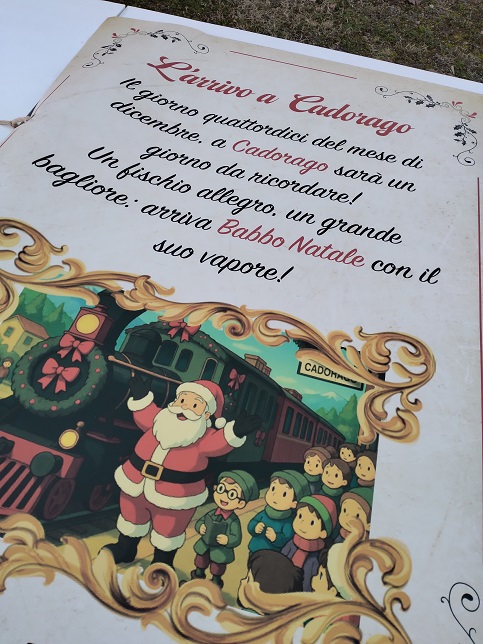 L'arrivo a Cadorago
Il giorno quattordici del mese di
dicembre, a Cadorago sarà un
giorno da ricordare!
Un fischio allegro, un grande
bagliore: arriva Babbo Natale con il
suo vapore!
CADORAGO